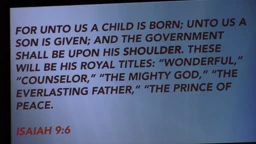 FOR UNTO US A CHILD IS BORN; UNTO US A
SON IS GIVEN; AND THE GOVERNMENT
SHALL BE UPON HIS SHOULDER. THESE
WILL BE HIS ROYAL TITLES: “WONDERFUL,”
“COUNSELOR,” “THE MIGHTY GOD,” “THE
EVERLASTING FATHER,” “THE PRINCE OF
PEACE.
ISAIAH 9:6